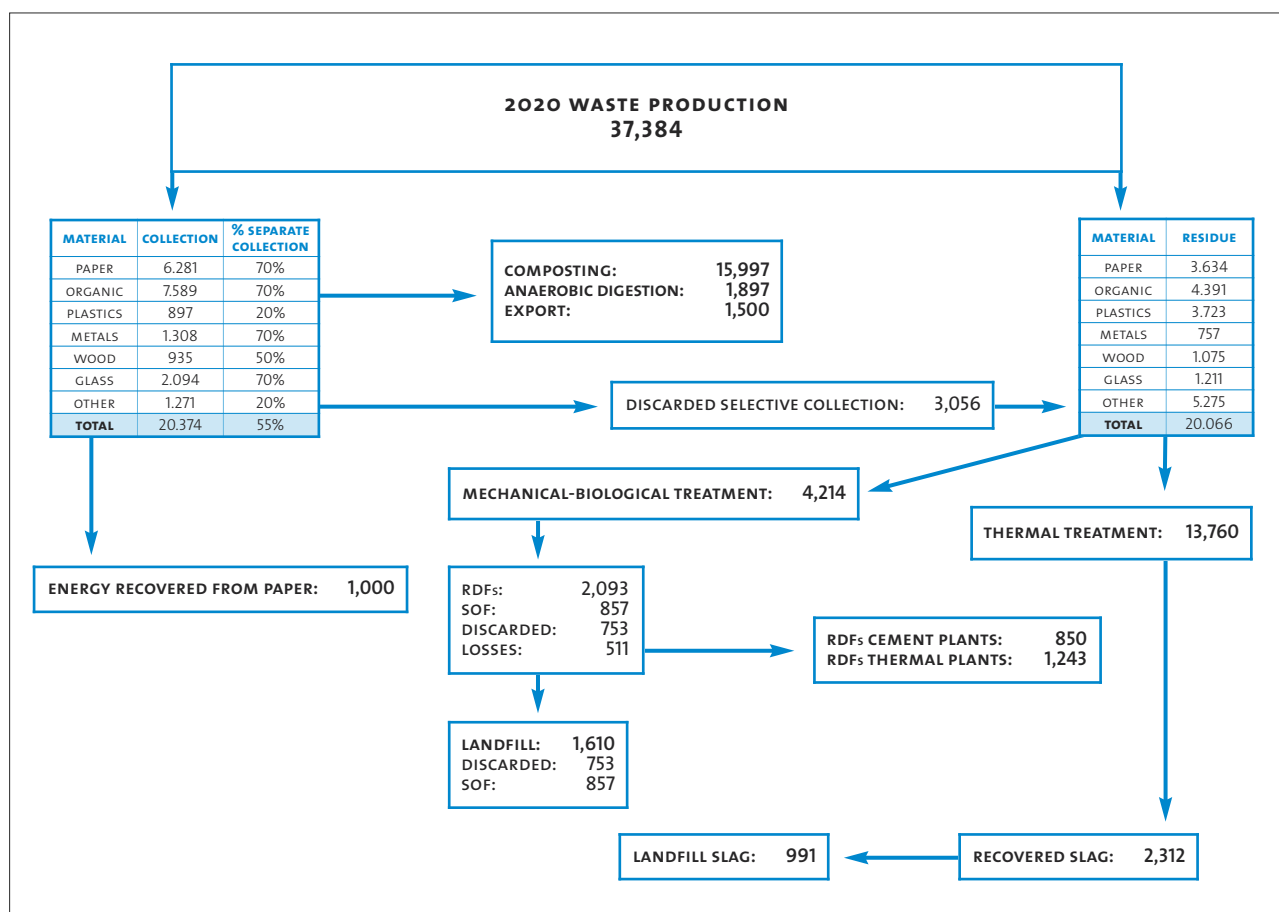 2020 WASTE PRODUCTION
37,384
MATERIAL COLLECTION % SEPARATE COLLECTION
PAPER 6.281 70%
ORGANIC 7.589 70%
PLASTICS 897 20%
METALS 1.308 70%
WOOD 935 50%
GLASS 2.094 70%
OTHER 1.271 20%
TOTAL 20.374 55%
COMPOSTING: 15,997
ANAEROBIC DIGESTION: 1,897
EXPORT: 1,500
MATERIAL RESIDUE
PAPER 3.634
ORGANIC 4.391
PLASTICS 3.723
METALS 757
WOOD 1.075
GLASS 1.211
OTHER 5.275
TOTAL 20.066
DISCARDED SELECTIVE COLLECTION: 3,056
MECHANICAL-BIOLOGICAL TREATMENT: 4,214
THERMAL TREATMENT: 13,760
ENERGY RECOVERED FROM PAPER: 1,000
RDFs: 2,093
SOF: 857
DISCARDED: 753
LOSSES: 511
RDFs CEMENT PLANTS: 850
RDFs THERMAL PLANTS: 1,243
LANDFILL: 1,610
DISCARDED: 753
SOF: 857
LANDFILL SLAG: 991
RECOVERED SLAG: 2,312